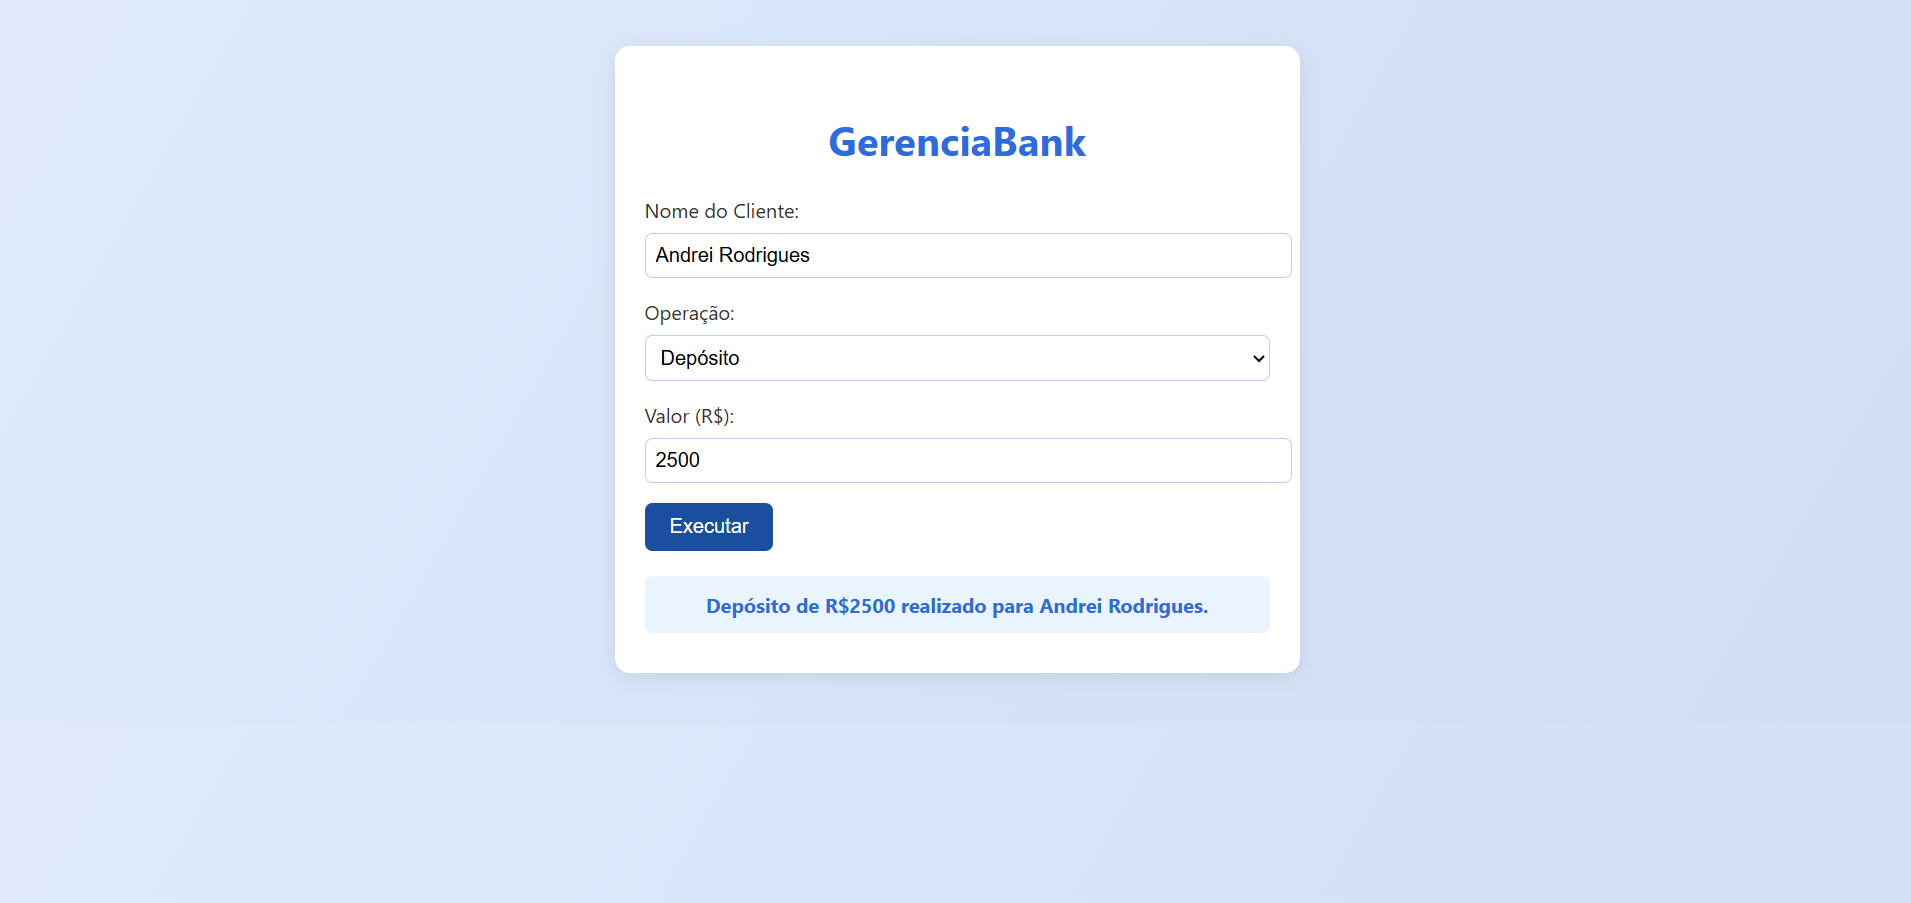 GerenciaBank
Nome do Cliente:
Andrei Rodrigues
Operação:
Depósito
Valor (R$):
2500
Executar
Depósito de R$2500 realizado para Andrei Rodrigues.